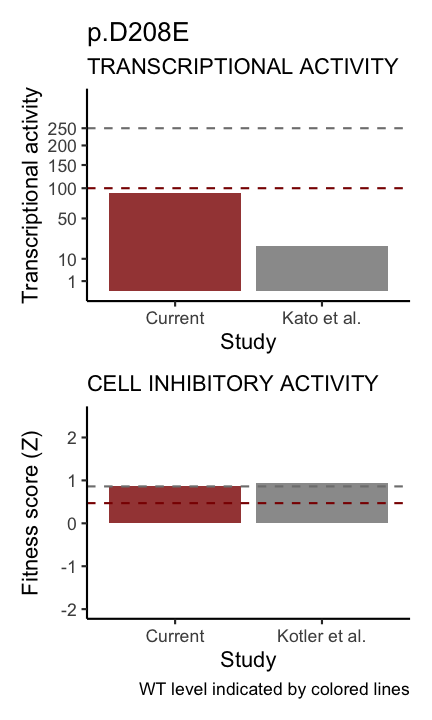 p.D208E
TRANSCRIPTIONAL ACTIVITY
Transcriptional activity
250
200
150
100
50
10
1
Current
Kato et al.
Study
CELL INHIBITORY ACTIVITY
Fitness score (Z)
2
1
0
-1
-2
Current
Kotler et al.
Study
WT level indicated by colored lines